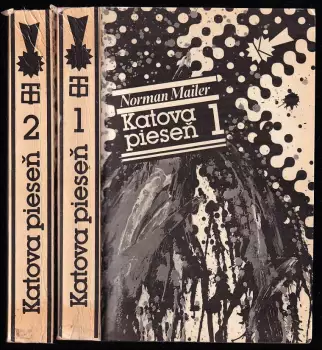 Katova pieseň 2
Katova pieseň 1
Norman Mailer
Katova
pieseň 1